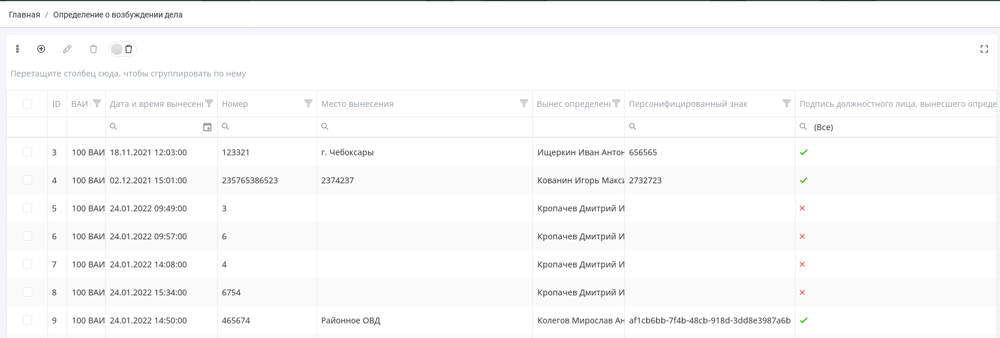 Главная / Определение о возбуждении дела
Перетащите столбец сюда, чтобы сгруппировать по нему
ID ВАИ Дата и время вынесень Номер Место вынесения Вынес определень Персонифицированный знак Подпись должностного лица, вынесшего опреде
(Все)
3 100 ВАИ 18.11.2021 12:03:00 123321 г. Чебоксары Ищеркин Иван Антон 656565
4 100 ВАИ 02.12.2021 15:01:00 235765386523 2374237 Кованин Игорь Макси 2732723
5 100 ВАИ 24.01.2022 09:49:00 3 Кропачев Дмитрий И
6 100 ВАИ 24.01.2022 09:57:00 6 Кропачев Дмитрий И
7 100 ВАИ 24.01.2022 14:08:00 4 Кропачев Дмитрий И
8 100 ВАИ 24.01.2022 15:34:00 6754 Кропачев Дмитрий И
9 100 ВАИ 24.01.2022 14:50:00 465674 Районное ОВД Колегов Мирослав Ан af1cb6bb-7f4b-48cb-918d-3dd8e3987a6b